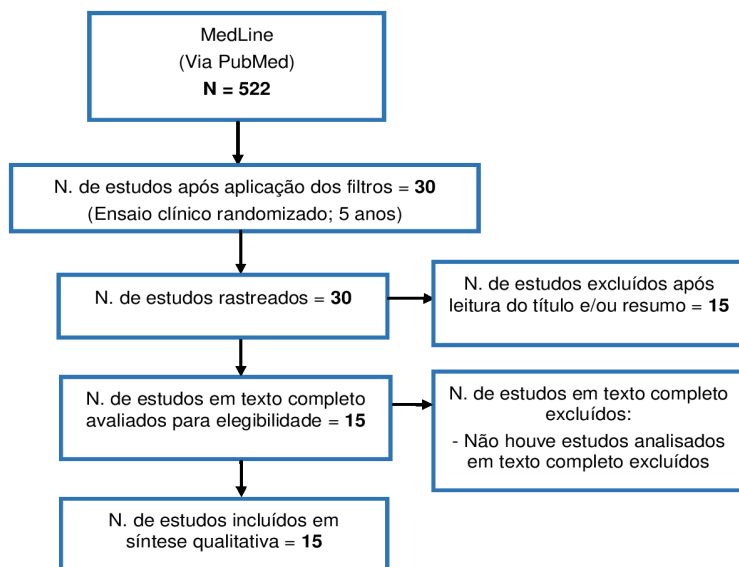 MedLine
(Via PubMed)
N = 522
N. de estudos após aplicação dos filtros = 30
(Ensaio clínico randomizado; 5 anos)
N. de estudos rastreados = 30
N. de estudos excluídos após
leitura do título e/ou resumo = 15
N. de estudos em texto completo
avaliados para elegibilidade = 15
N. de estudos em texto completo
excluídos:
- Não houve estudos analisados
em texto completo excluídos
N. de estudos incluídos em
síntese qualitativa = 15